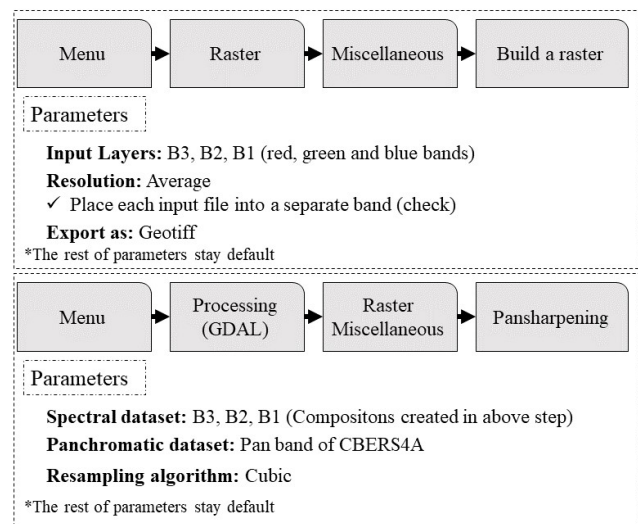 Menu
Raster
Miscellaneous
Build a raster
Parameters
Input Layers: B3, B2, B1 (red, green and blue bands)
Resolution: Average
✓ Place each input file into a separate band (check)
Export as: Geotiff
*The rest of parameters stay default
Menu
Processing
(GDAL)
Raster
Miscellaneous
Pansharpening
Parameters
Spectral dataset: B3, B2, B1 (Compositons created in above step)
Panchromatic dataset: Pan band of CBERS4A
Resampling algorithm: Cubic
*The rest of parameters stay default